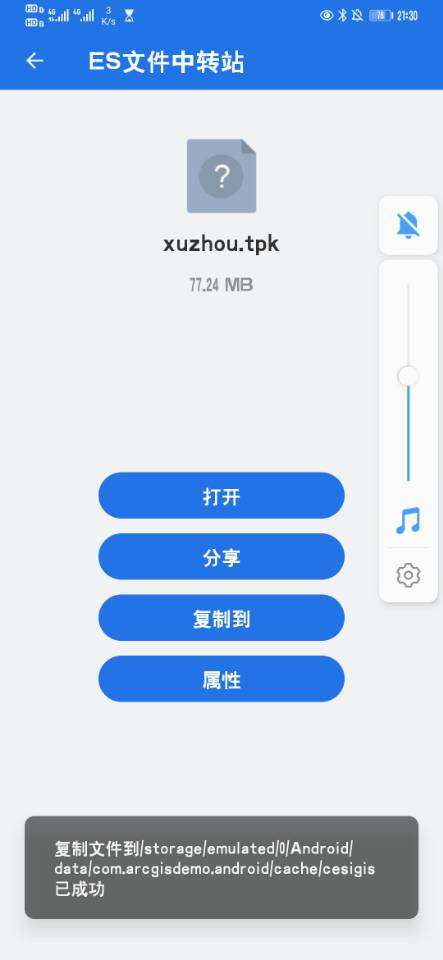 3
K/s
76
21:30
ES文件中转站
?
xuzhou.tpk
77.24 MB
打开
分享
复制到
属性
复制文件到/storage/emulated/0/Android/
data/com.arcgisdemo.android/cache/cesigis
已成功